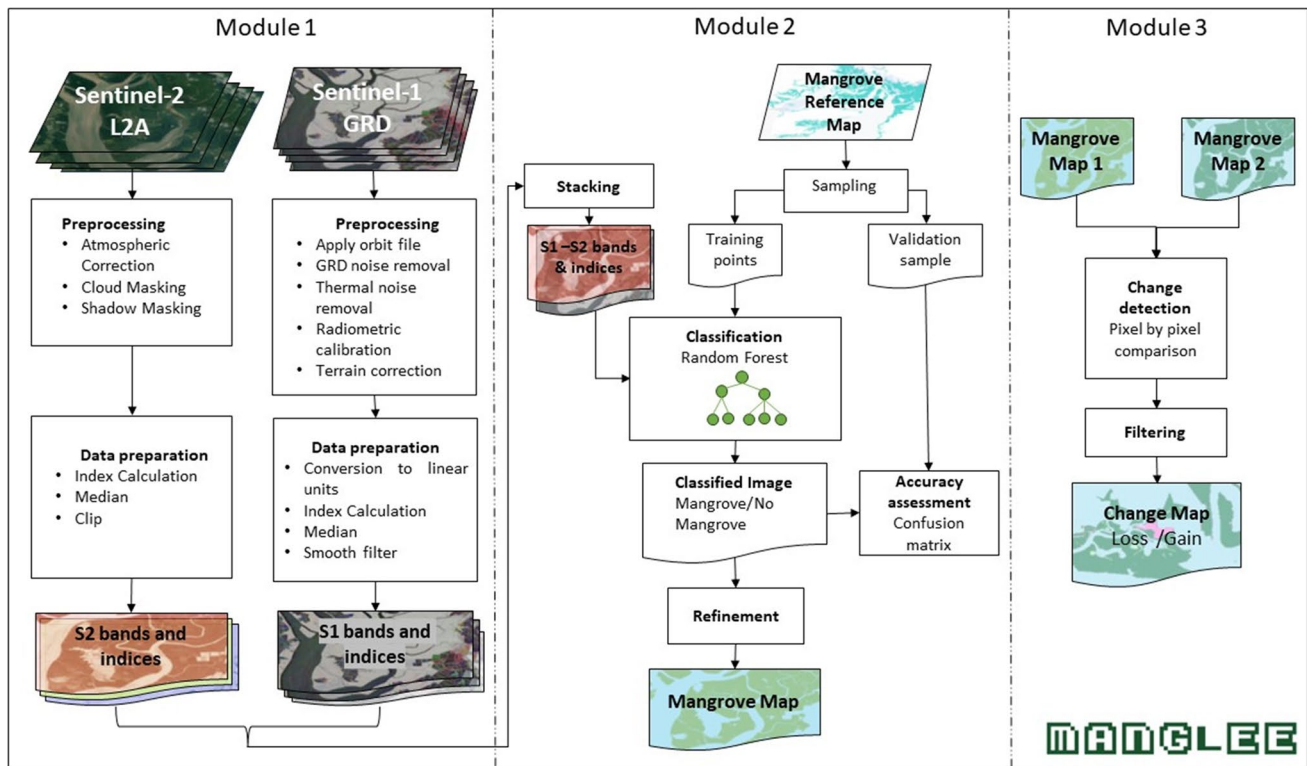 Module 1
Sentinel-2
L2A
Sentinel-1
GRD
Preprocessing
• Atmospheric
Correction
• Cloud Masking
• Shadow Masking
Preprocessing
• Apply orbit file
• GRD noise removal
• Thermal noise
removal
• Radiometric
calibration
• Terrain correction
Data preparation
• Index Calculation
• Median
• Clip
Data preparation
• Conversion to linear
units
• Index Calculation
• Median
• Smooth filter
S2 bands and
indices
S1 bands and
indices
Module 2
Mangrove
Reference
Map
Stacking
Sampling
S1 –S2 bands
& indices
Training
points
Validation
sample
Classification
Random Forest
Classified Image
Mangrove/No
Mangrove
Accuracy
assessment
Confusion
matrix
Refinement
Mangrove Map
Module 3
Mangrove
Map 1
Mangrove
Map 2
Change
detection
Pixel by pixel
comparison
Filtering
Change Map
Loss /Gain
MANGLEE